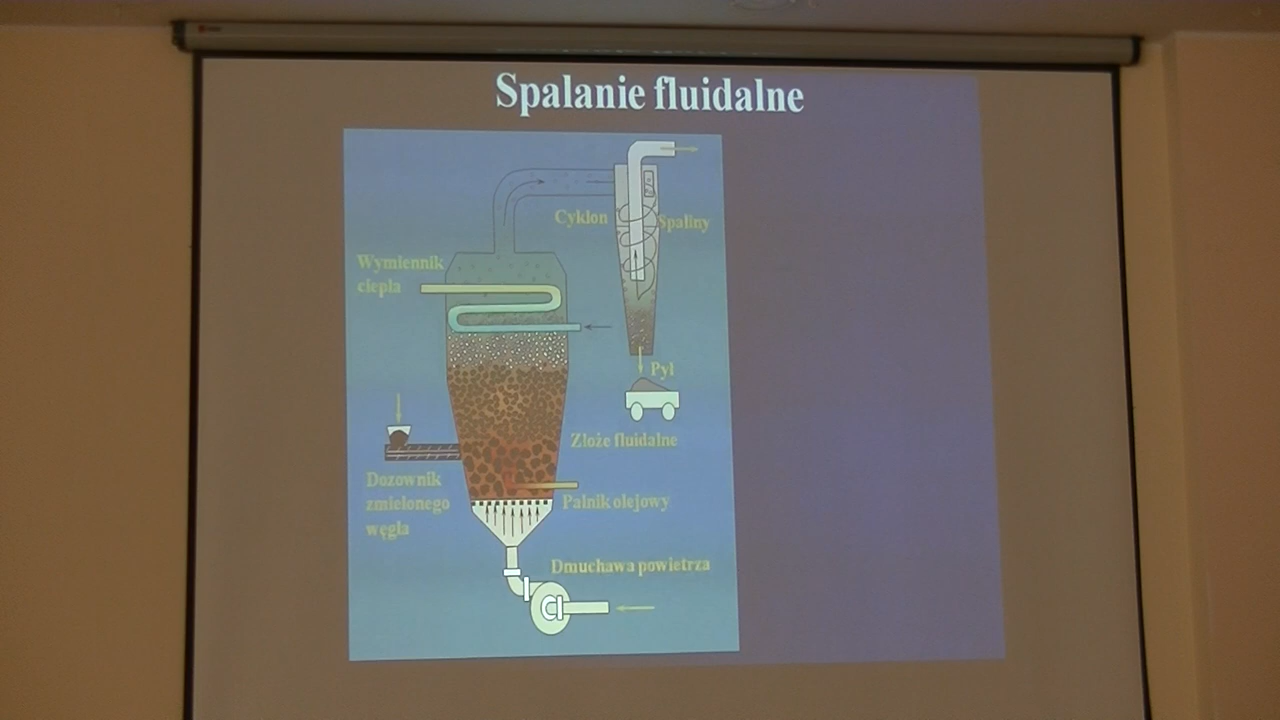 Spalanie fluidalne
Cyklon
Spaliny
Wymiennik
ciepła
Pył
Złoże fluidalne
Dozownik
zmielonego
węgla
Palnik olejowy
Dmuchawa powietrza